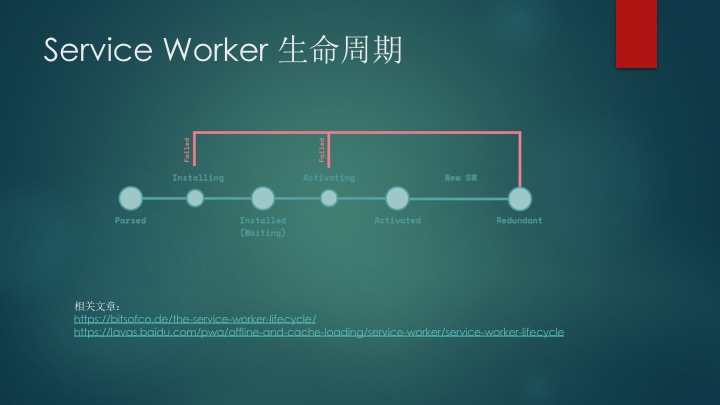 Service Worker 生命周期
Failed
Failed
Installing
Activating
New SW
Parsed
Installed
(Waiting)
Activated
Redundant
相关文章：
https://bitsofco.de/the-service-worker-lifecycle/
https://lavas.baidu.com/pwa/offline-and-cache-loading/service-worker/service-worker-lifecycle